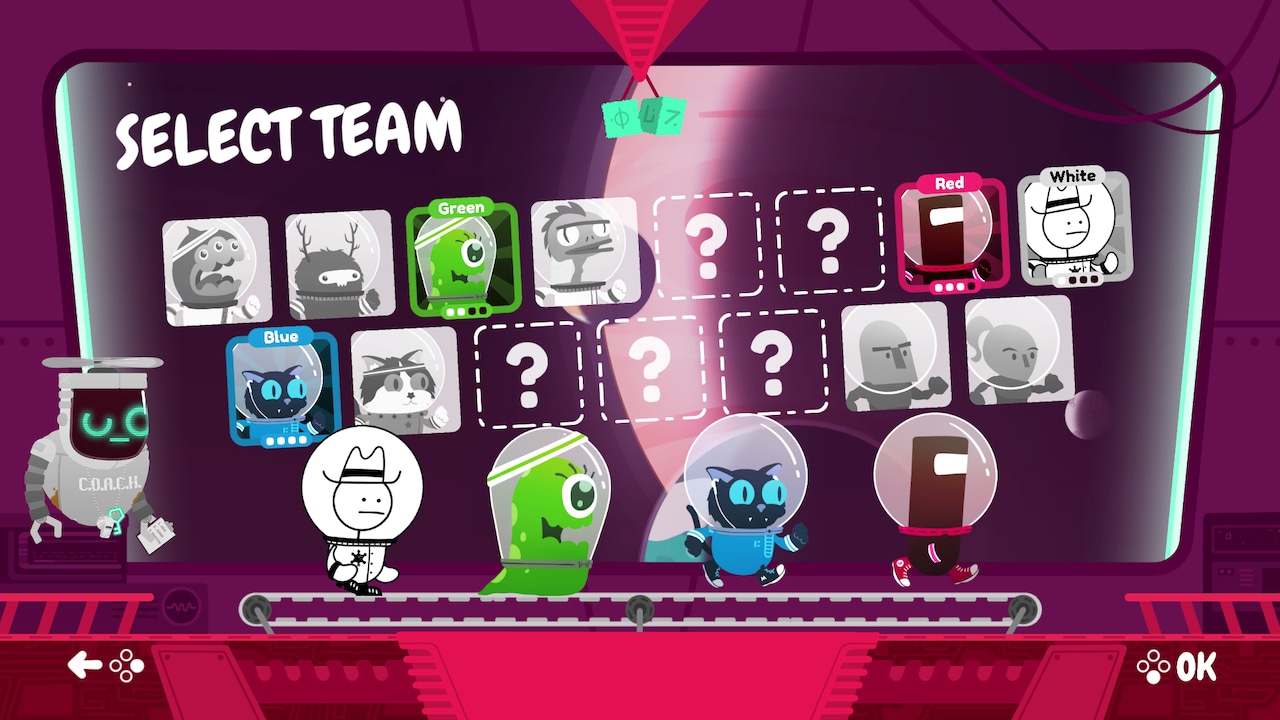 SELECT TEAM
Green
Red
White
?
?
Blue
?
?
?
C.O.A.C.H.
OK